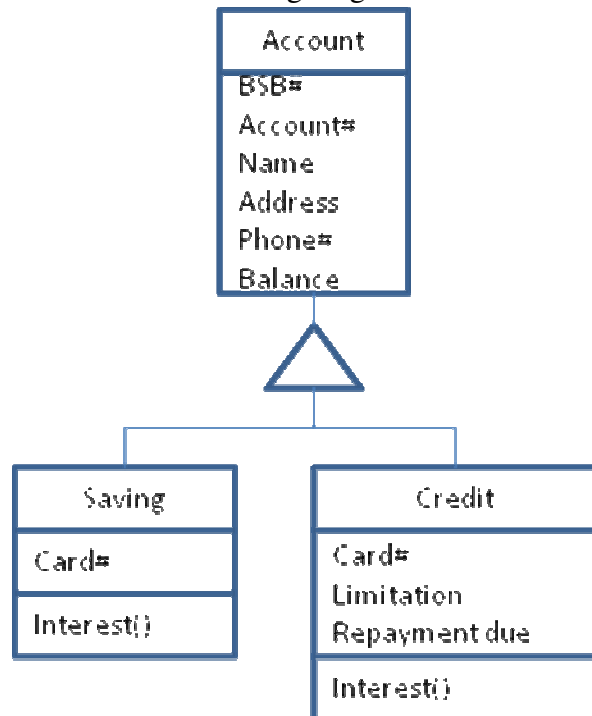 Account
BSB#
Account#
Name
Address
Phone#
Balance
Saving
Card#
Interest()
Credit
Card#
Limitation
Repayment due
Interest()